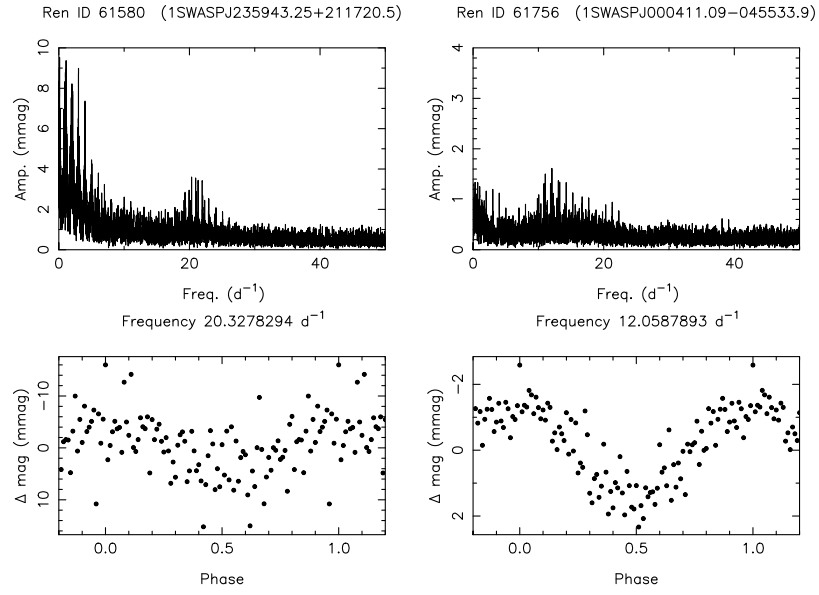 Ren ID 61580 (1SWASPJ235943.25+211720.5)
Ren ID 61756 (1SWASPJ000411.09−045533.9)
Amp. (mmag)
10
8
6
4
2
0
0
20
40
Freq. (d⁻¹)
Amp. (mmag)
4
3
2
1
0
0
20
40
Freq. (d⁻¹)
Frequency 20.3278294 d⁻¹
Frequency 12.0587893 d⁻¹
Δ mag (mmag)
−10
0
10
0.0
0.5
1.0
Phase
Δ mag (mmag)
−2
0
2
0.0
0.5
1.0
Phase